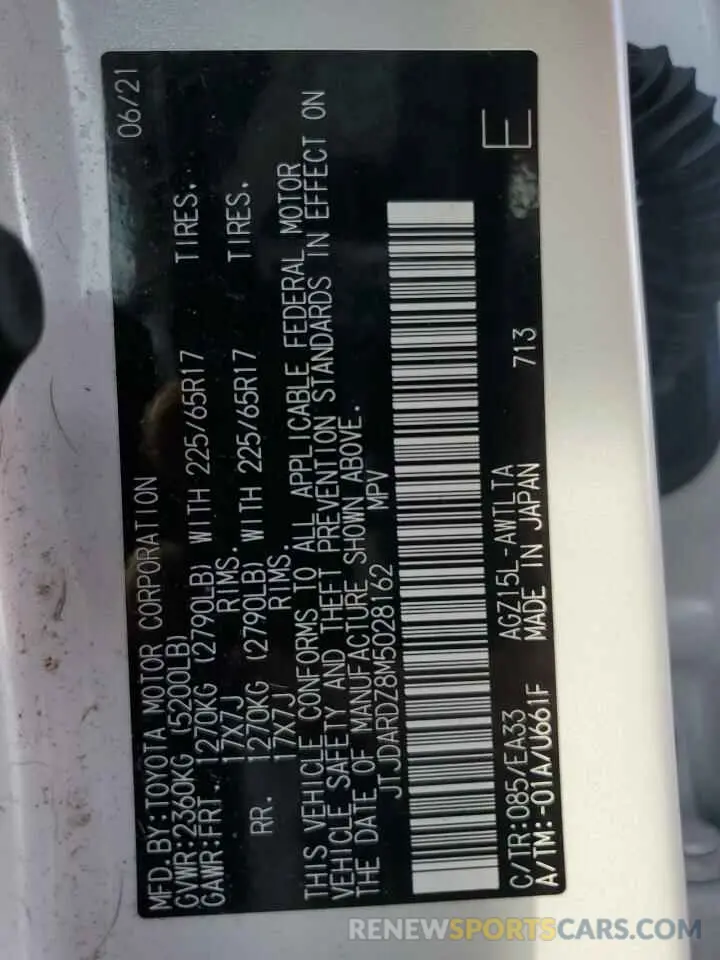 MFD.BY:TOYOTA MOTOR CORPORATION 06/21
GVWR:2360KG (5200LB)
GAWR:FRT. 1270KG (2790LB) WITH 225/65R17 TIRES.
17X7J RIMS.
RR. 1270KG (2790LB) WITH 225/65R17 TIRES.
17X7J RIMS.
THIS VEHICLE CONFORMS TO ALL APPLICABLE FEDERAL MOTOR
VEHICLE SAFETY AND THEFT PREVENTION STANDARDS IN EFFECT ON
THE DATE OF MANUFACTURE SHOWN ABOVE.
JTJDARDZ8M5028162 MPV
E
C/TR:085/EA33 AGZ15L-AWTLTA 713
A/TM:-01A/U661F MADE IN JAPAN
RENEWSPORTSCARS.COM